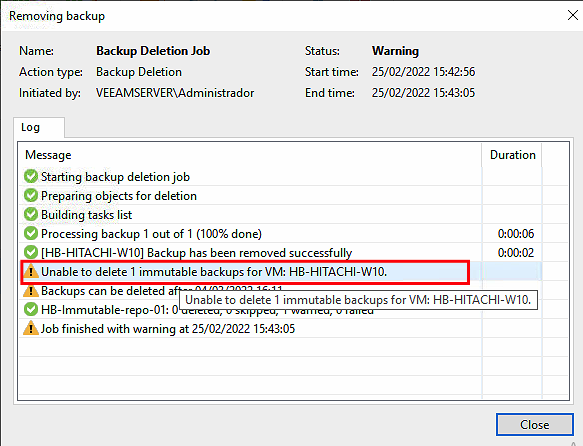 Removing backup
Name: Backup Deletion Job Status: Warning
Action type: Backup Deletion Start time: 25/02/2022 15:42:56
Initiated by: VEEAMSERVER\Administrador End time: 25/02/2022 15:43:05
Log
Message Duration
Starting backup deletion job
Preparing objects for deletion
Building tasks list
Processing backup 1 out of 1 (100% done) 0:00:06
[HB-HITACHI-W10] Backup has been removed successfully 0:00:02
Unable to delete 1 immutable backups for VM: HB-HITACHI-W10.
Backups can be deleted after
Unable to delete 1 immutable backups for VM: HB-HITACHI-W10.
HB-Immutable-repo-01: 0 deleted, 0 skipped, 1 warned, 0 failed
Job finished with warning at 25/02/2022 15:43:05
Close